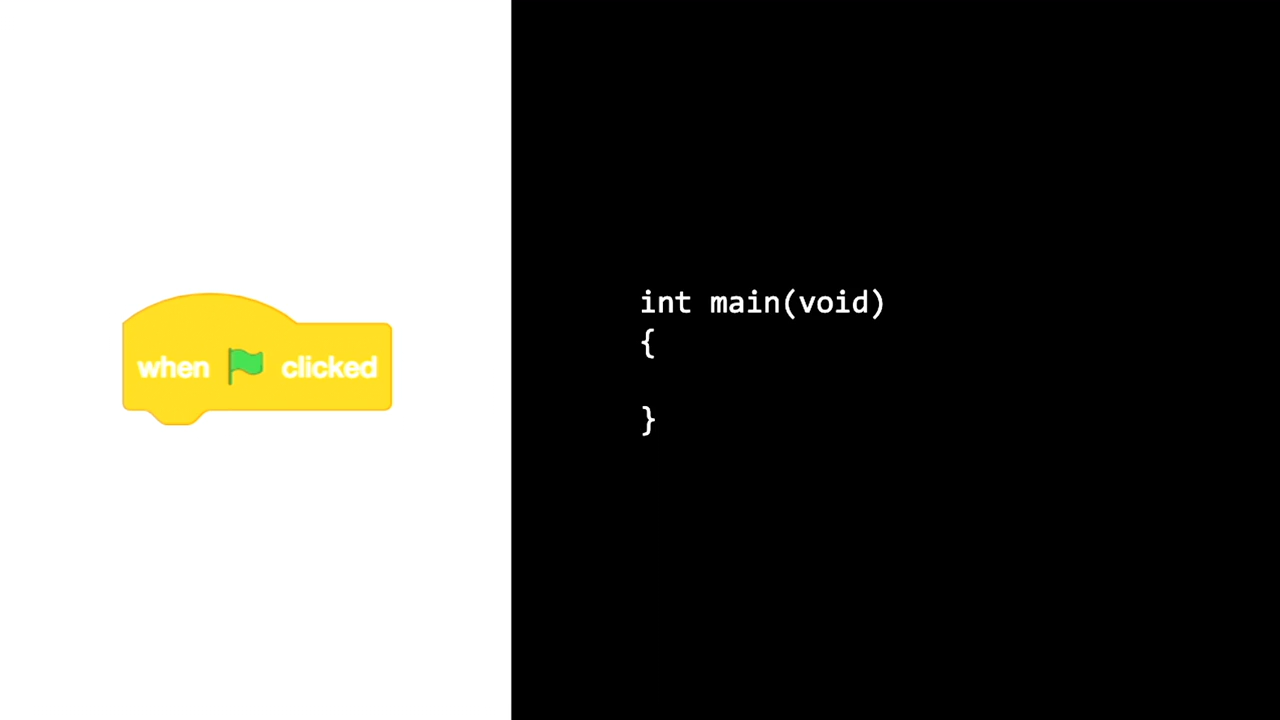 when clicked
int main(void)
{
}